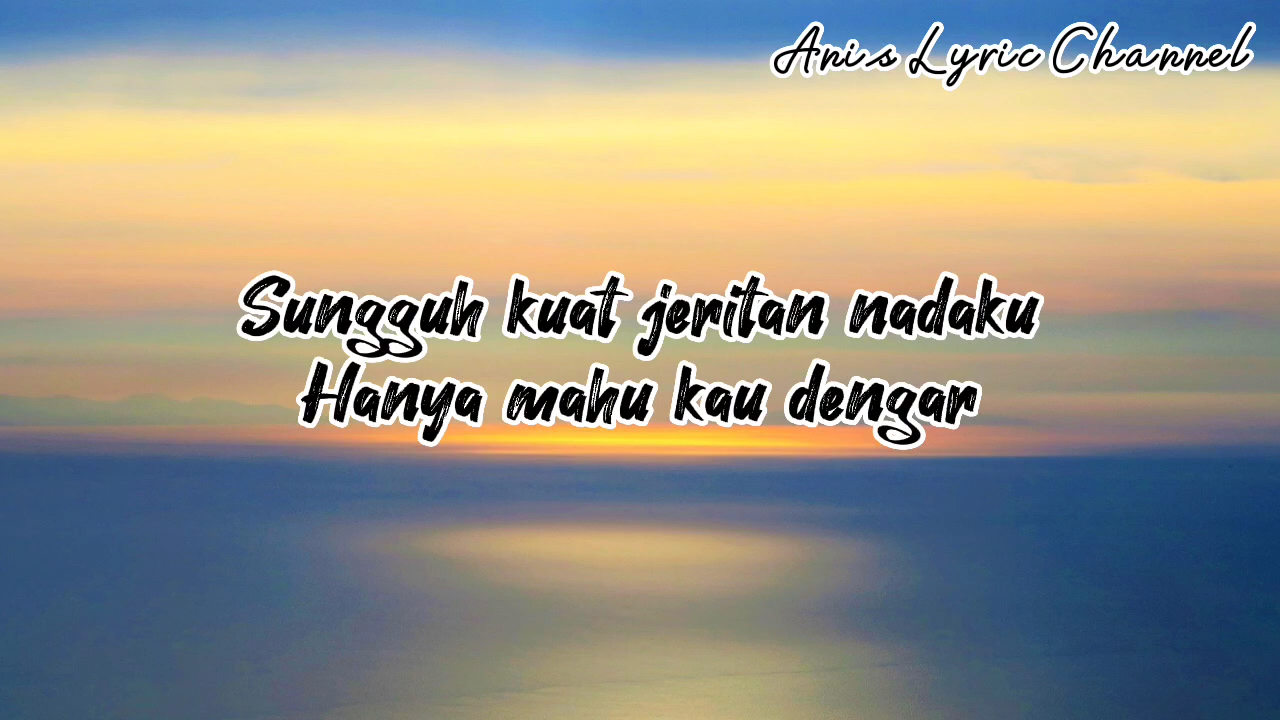 Ani's Lyric Channel
Sungguh kuat jeritan nadaku
Hanya mahu kau dengar